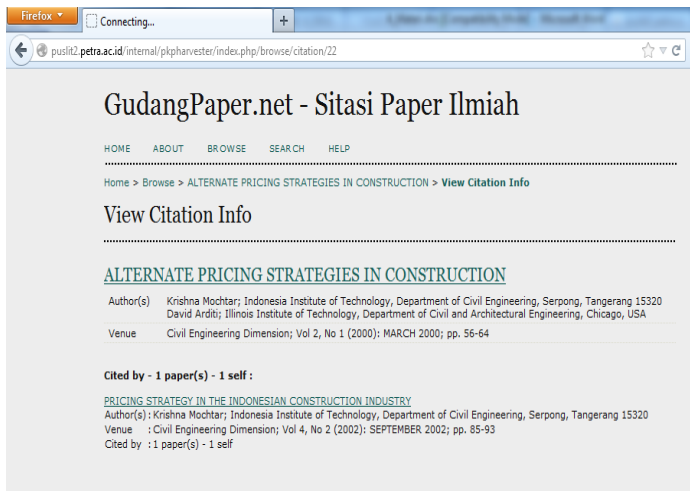 Firefox
Connecting...
puslit2.petra.ac.id/internal/pkpharvester/index.php/browse/citation/22
GudangPaper.net - Sitasi Paper Ilmiah
HOME ABOUT BROWSE SEARCH HELP
Home > Browse > ALTERNATE PRICING STRATEGIES IN CONSTRUCTION > View Citation Info
View Citation Info
ALTERNATE PRICING STRATEGIES IN CONSTRUCTION
Author(s) Krishna Mochtar; Indonesia Institute of Technology, Department of Civil Engineering, Serpong, Tangerang 15320
David Arditi; Illinois Institute of Technology, Department of Civil and Architectural Engineering, Chicago, USA
Venue Civil Engineering Dimension; Vol 2, No 1 (2000): MARCH 2000; pp. 56-64
Cited by - 1 paper(s) - 1 self :
PRICING STRATEGY IN THE INDONESIAN CONSTRUCTION INDUSTRY
Author(s) : Krishna Mochtar; Indonesia Institute of Technology, Department of Civil Engineering, Serpong, Tangerang 15320
Venue : Civil Engineering Dimension; Vol 4, No 2 (2002): SEPTEMBER 2002; pp. 85-93
Cited by : 1 paper(s) - 1 self